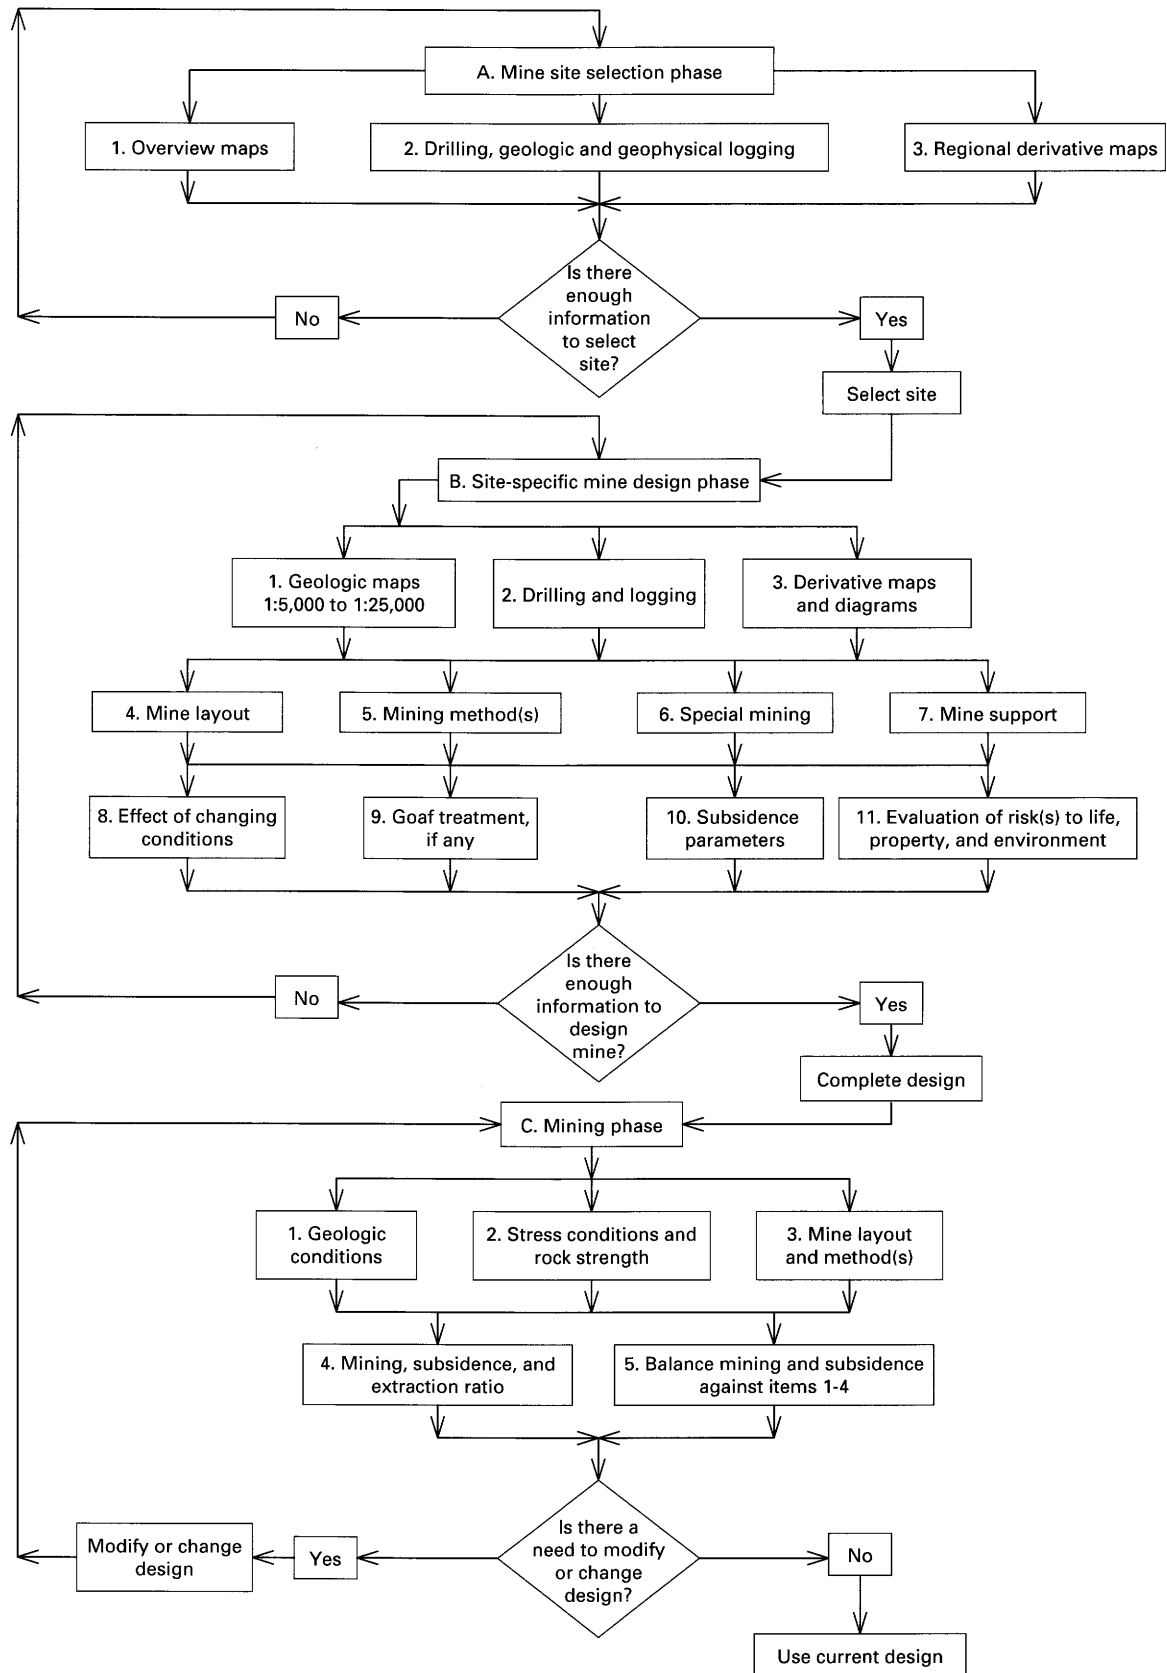 A. Mine site selection phase
1. Overview maps
2. Drilling, geologic and geophysical logging
3. Regional derivative maps
Is there
enough
information
to select
site?
No
Yes
Select site
B. Site-specific mine design phase
1. Geologic maps
1:5,000 to 1:25,000
2. Drilling and logging
3. Derivative maps
and diagrams
4. Mine layout
5. Mining method(s)
6. Special mining
7. Mine support
8. Effect of changing
conditions
9. Goaf treatment,
if any
10. Subsidence
parameters
11. Evaluation of risk(s) to life,
property, and environment
Is there
enough
information to
design
mine?
No
Yes
Complete design
C. Mining phase
1. Geologic
conditions
2. Stress conditions and
rock strength
3. Mine layout
and method(s)
4. Mining, subsidence, and
extraction ratio
5. Balance mining and subsidence
against items 1-4
Is there a
need to modify
or change
design?
Yes
Modify or change
design
No
Use current design